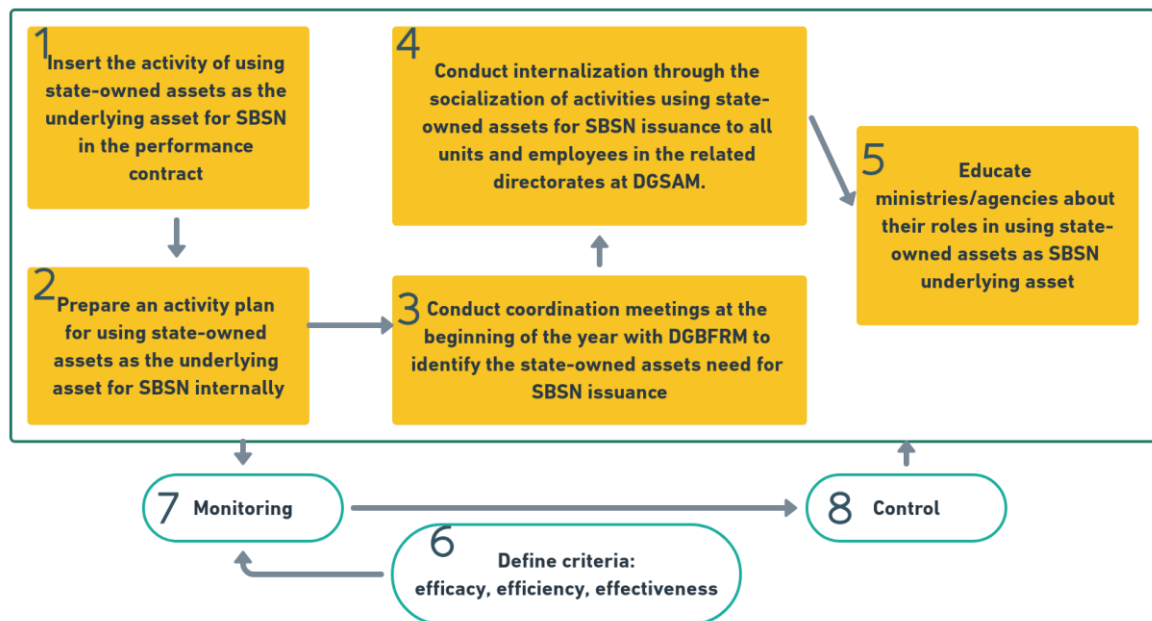 1
Insert the activity of using
state-owned assets as the
underlying asset for SBSN
in the performance
contract
2
Prepare an activity plan
for using state-owned
assets as the underlying
asset for SBSN internally
3
Conduct coordination meetings at the
beginning of the year with DGBFRM to
identify the state-owned assets need for
SBSN issuance
4
Conduct internalization through the
socialization of activities using state-
owned assets for SBSN issuance to all
units and employees in the related
directorates at DGSAM.
5
Educate
ministries/agencies about
their roles in using state-
owned assets as SBSN
underlying asset
6
Define criteria:
efficacy, efficiency, effectiveness
7
Monitoring
8
Control